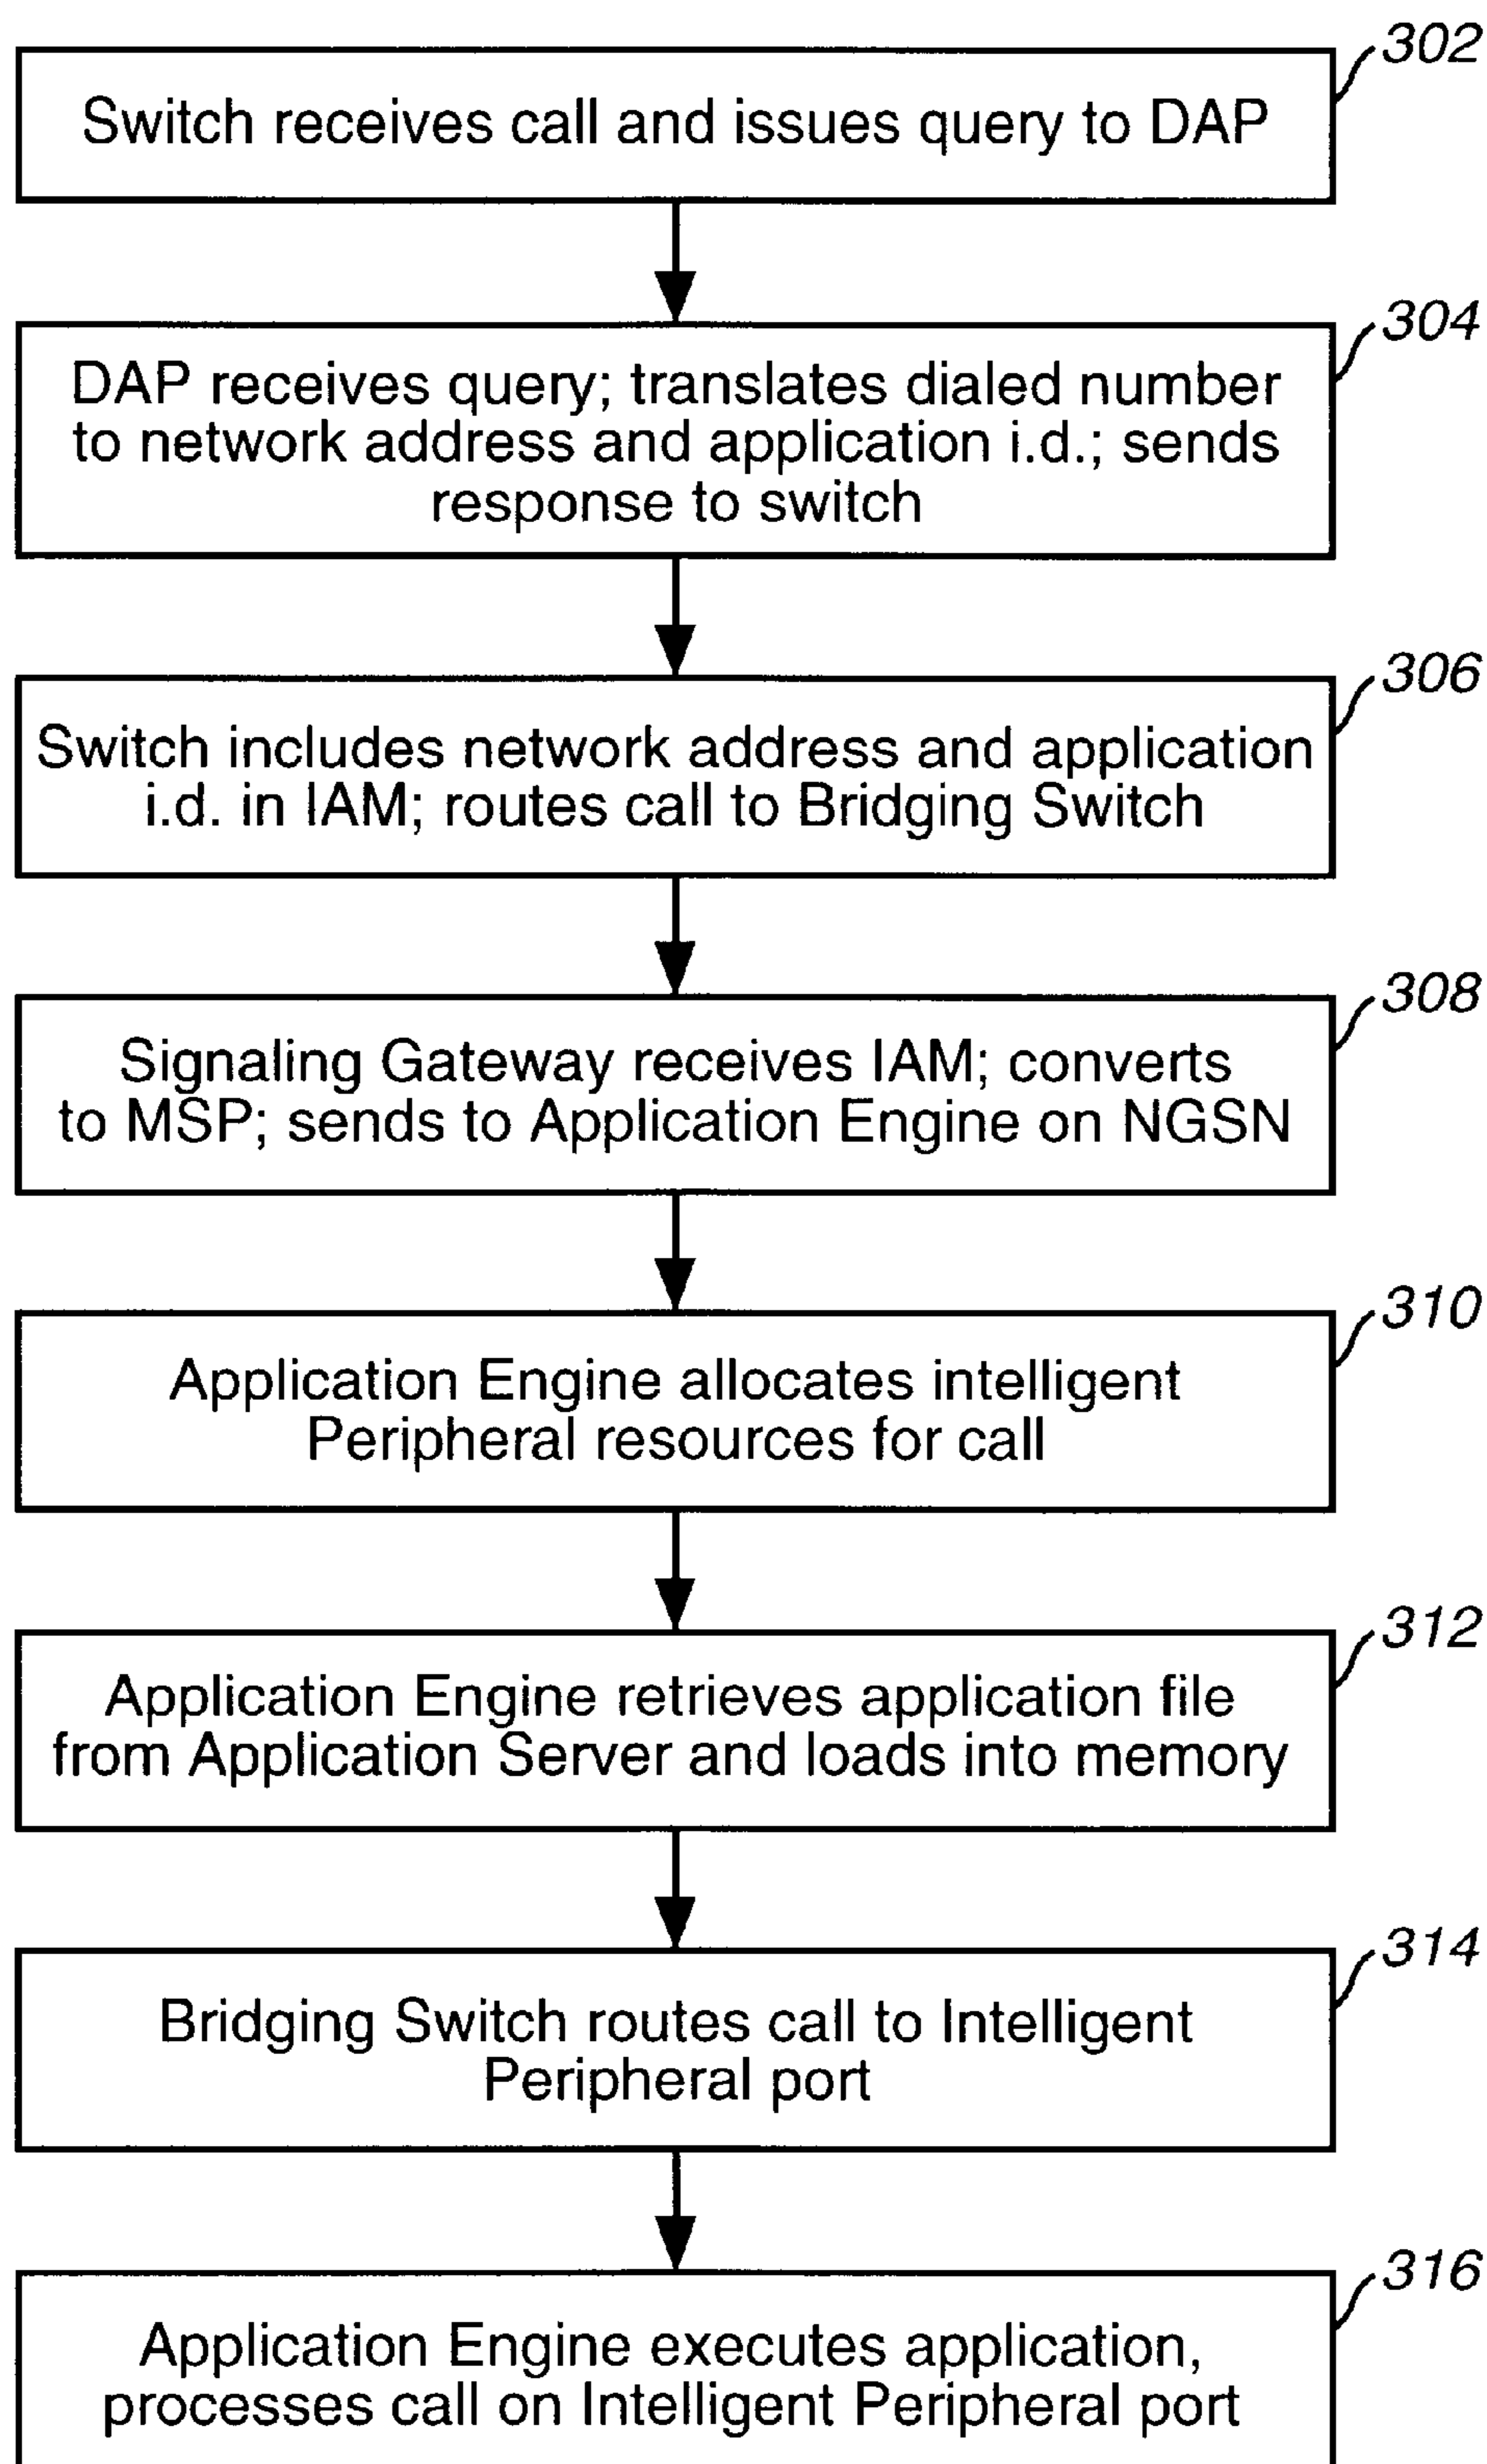 302
Switch receives call and issues query to DAP
304
DAP receives query; translates dialed number
to network address and application i.d.; sends
response to switch
306
Switch includes network address and application
i.d. in IAM; routes call to Bridging Switch
308
Signaling Gateway receives IAM; converts
to MSP; sends to Application Engine on NGSN
310
Application Engine allocates intelligent
Peripheral resources for call
312
Application Engine retrieves application file
from Application Server and loads into memory
314
Bridging Switch routes call to Intelligent
Peripheral port
316
Application Engine executes application,
processes call on Intelligent Peripheral port